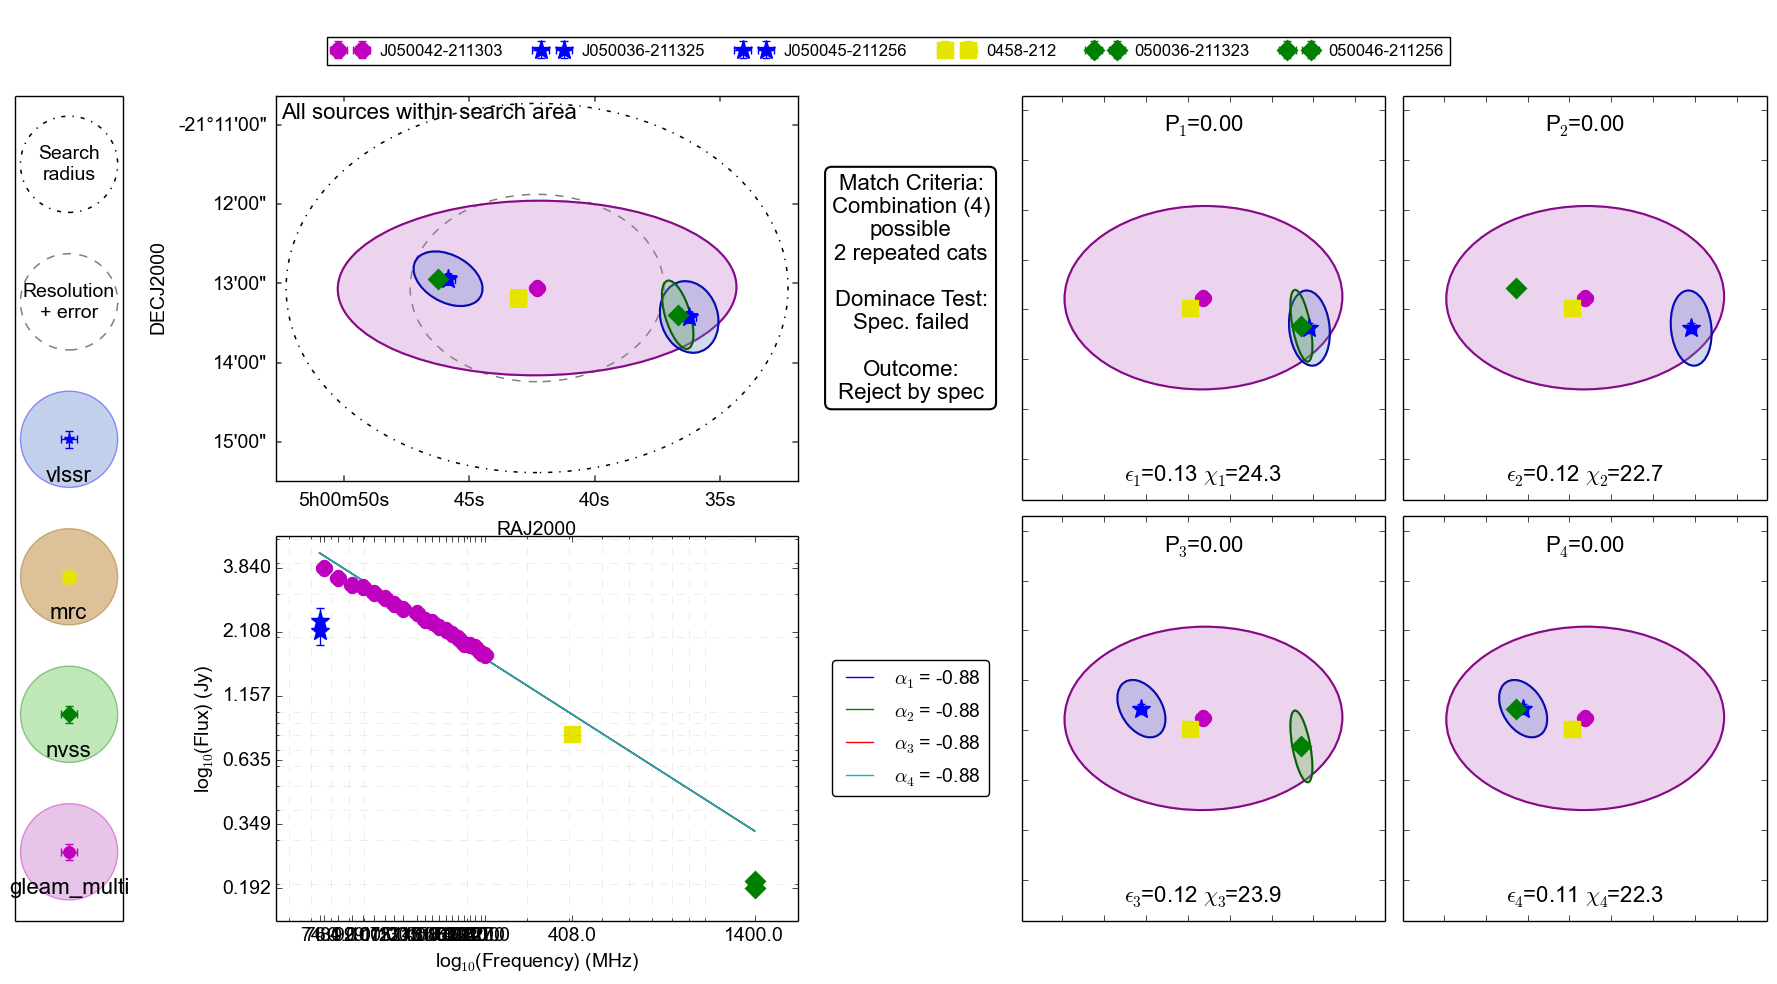 J050042-211303 J050036-211325 J050045-211256 0458-212 050036-211323 050046-211256
Search
radius
Resolution
+ error
vlssr
mrc
nvss
gleam_multi
All sources within search area
DECJ2000
-21°11'00"
12'00"
13'00"
14'00"
15'00"
5h00m50s 45s 40s 35s
RAJ2000
Match Criteria:
Combination (4)
possible
2 repeated cats
Dominace Test:
Spec. failed
Outcome:
Reject by spec
P1=0.00
ϵ1=0.13 χ1=24.3
P2=0.00
ϵ2=0.12 χ2=22.7
log10(Flux) (Jy)
3.840
2.108
1.157
0.635
0.349
0.192
408.0 1400.0
log10(Frequency) (MHz)
α1 = -0.88
α2 = -0.88
α3 = -0.88
α4 = -0.88
P3=0.00
ϵ3=0.12 χ3=23.9
P4=0.00
ϵ4=0.11 χ4=22.3